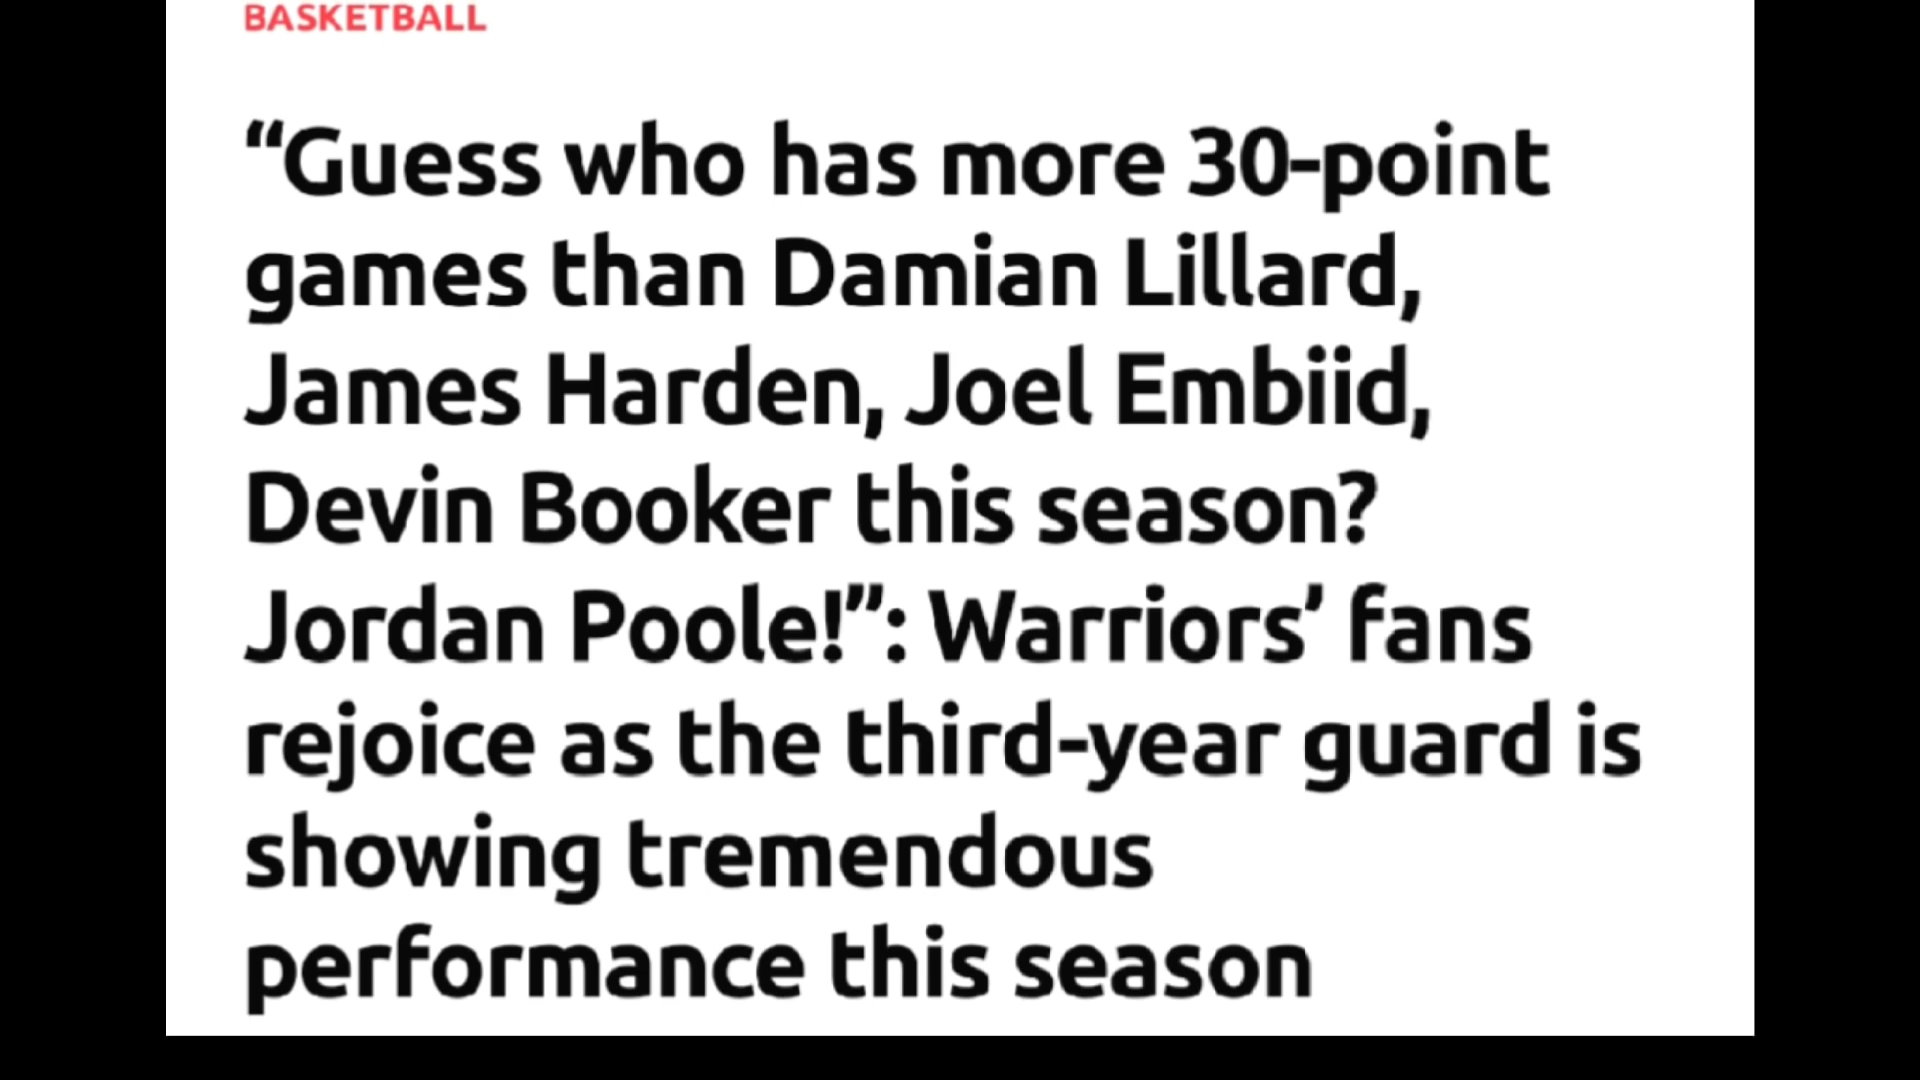 BASKETBALL
“Guess who has more 30-point
games than Damian Lillard,
James Harden, Joel Embiid,
Devin Booker this season?
Jordan Poole!”: Warriors’ fans
rejoice as the third-year guard is
showing tremendous
performance this season